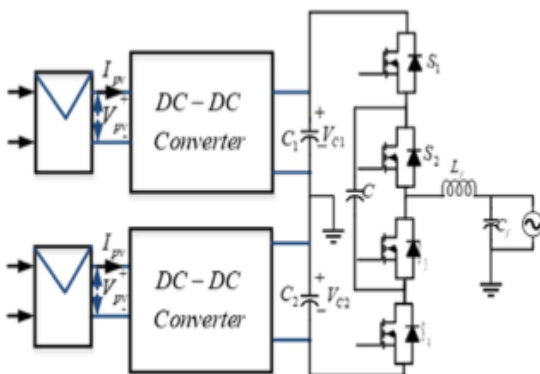 I_pv
+
V_pv
-
DC-DC
Converter
C_1
+
-
V_C1
S_1
S_2
C
L_f
C_f
I_pv
+
V_pv
-
DC-DC
Converter
C_2
+
-
V_C2